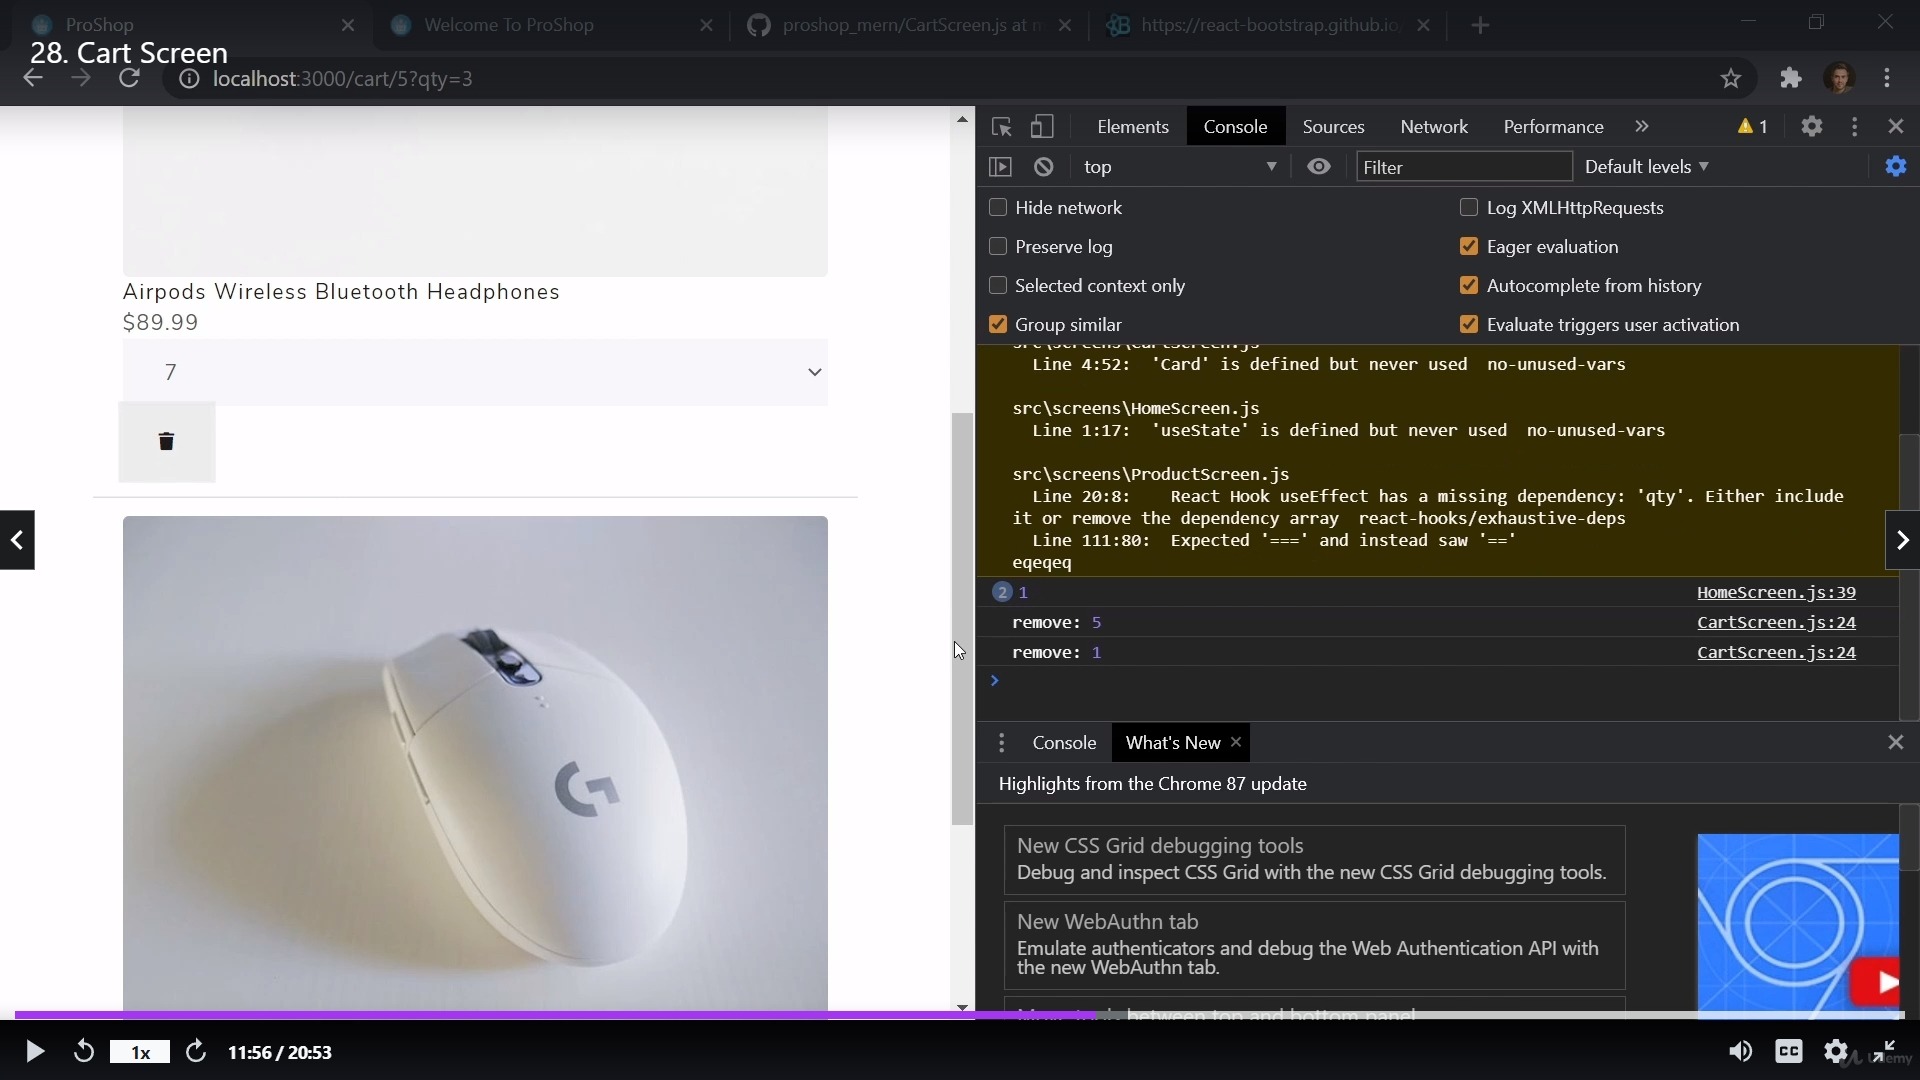 ProShop
Welcome To ProShop
proshop_mern/CartScreen.js at
https://react-bootstrap.github.io
28. Cart Screen
localhost:3000/cart/5?qty=3
Elements
Console
Sources
Network
Performance
1
top
Filter
Default levels
Hide network
Log XMLHttpRequests
Preserve log
Eager evaluation
Selected context only
Autocomplete from history
Group similar
Evaluate triggers user activation
Airpods Wireless Bluetooth Headphones
$89.99
7
src\screens\CartScreen.js
Line 4:52: 'Card' is defined but never used no-unused-vars
src\screens\HomeScreen.js
Line 1:17: 'useState' is defined but never used no-unused-vars
src\screens\ProductScreen.js
Line 20:8: React Hook useEffect has a missing dependency: 'qty'. Either include
it or remove the dependency array react-hooks/exhaustive-deps
Line 111:80: Expected '===' and instead saw '=='
eqeqeq
2 1 HomeScreen.js:39
remove: 5 CartScreen.js:24
remove: 1 CartScreen.js:24
Console
What's New
Highlights from the Chrome 87 update
New CSS Grid debugging tools
Debug and inspect CSS Grid with the new CSS Grid debugging tools.
New WebAuthn tab
Emulate authenticators and debug the Web Authentication API with
the new WebAuthn tab.
Move tools between top and bottom panel
1x
11:56 / 20:53
CC
Udemy